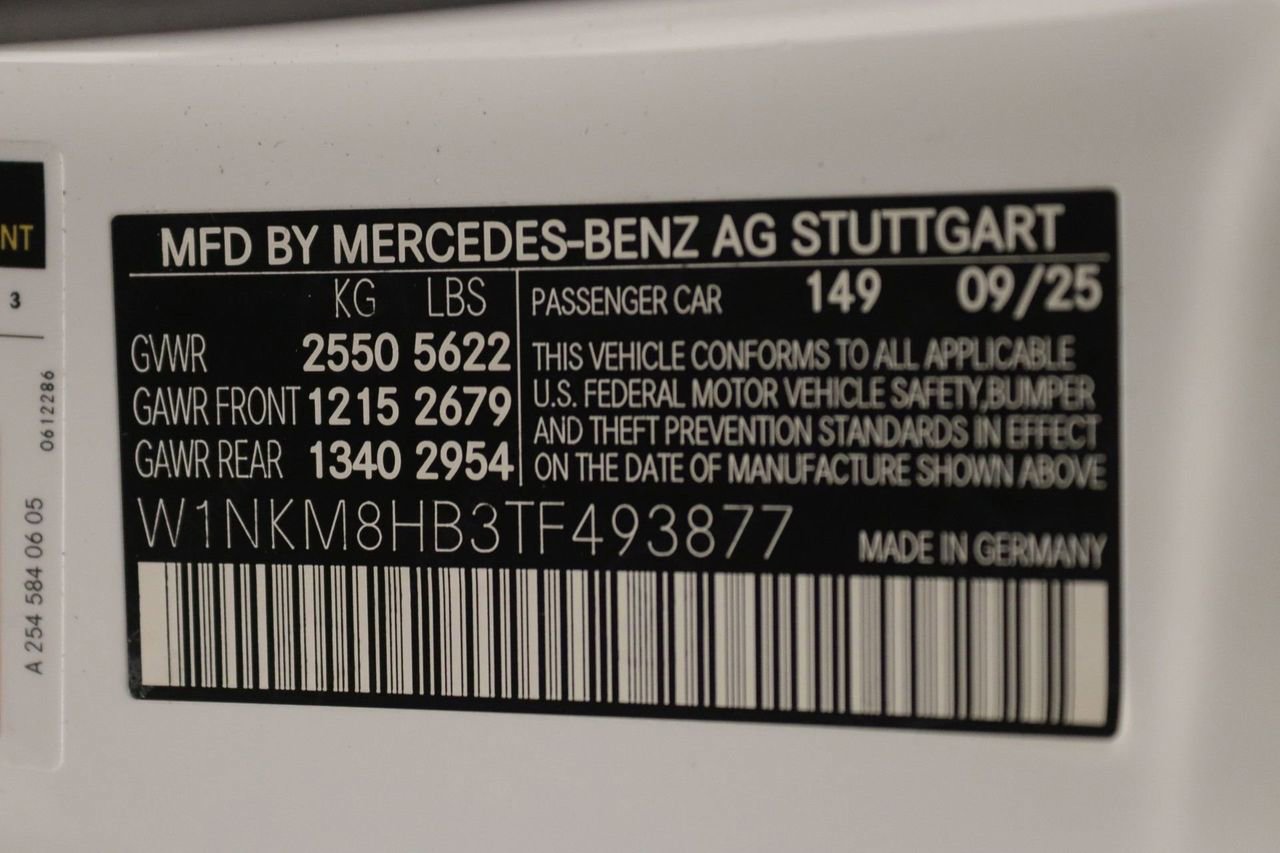 MFD BY MERCEDES-BENZ AG STUTTGART
KG LBS
GVWR 2550 5622
GAWR FRONT 1215 2679
GAWR REAR 1340 2954
PASSENGER CAR 149 09/25
THIS VEHICLE CONFORMS TO ALL APPLICABLE
U.S. FEDERAL MOTOR VEHICLE SAFETY,BUMPER
AND THEFT PREVENTION STANDARDS IN EFFECT
ON THE DATE OF MANUFACTURE SHOWN ABOVE
W1NKM8HB3TF493877
MADE IN GERMANY
NT
3
0612286
A 254 584 06 05